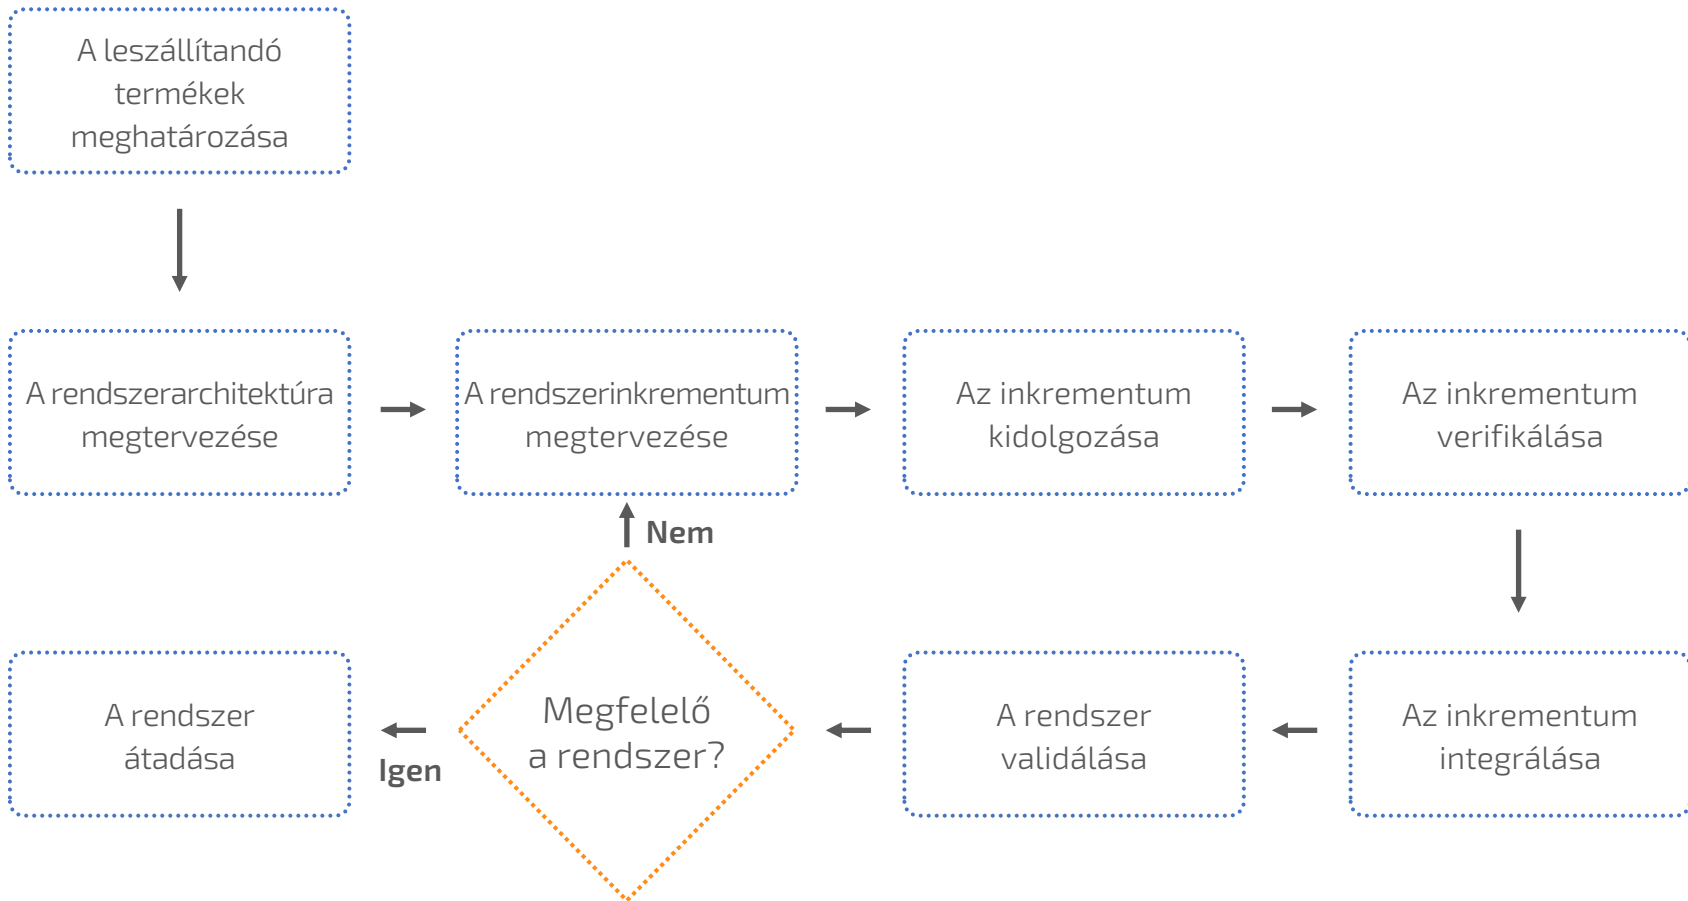 A leszállítandó
termékek
meghatározása
A rendszerarchitektúra
megtervezése
A rendszerinkrementum
megtervezése
Az inkrementum
kidolgozása
Az inkrementum
verifikálása
Nem
A rendszer
átadása
Igen
Megfelelő
a rendszer?
A rendszer
validálása
Az inkrementum
integrálása